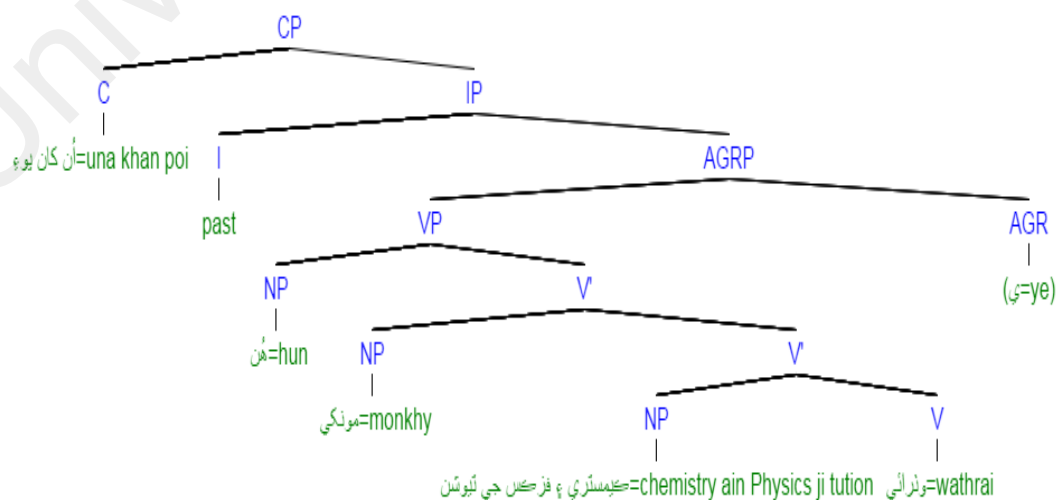 CP
C IP
أُن کان پوءِ=una khan poi I AGRP
past VP AGR
NP V' (ي=ye)
هُن=hun NP V'
مونکي=monkhy NP V
ڪيمسٽري ۽ فزڪس جي ٽيوشن=chemistry ain Physics ji tution وٺرائي=wathrai